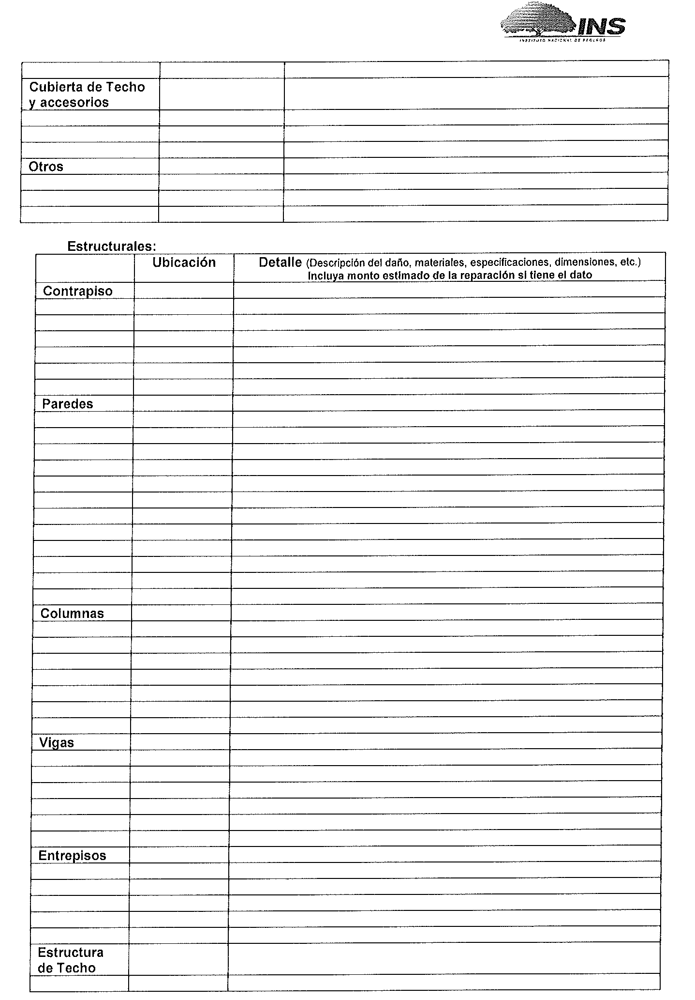 INS
INSTITUTO NACIONAL DE SEGUROS
Cubierta de Techo
y accesorios
Otros
Estructurales:
Ubicación
Detalle (Descripción del daño, materiales, especificaciones, dimensiones, etc.)
Incluya monto estimado de la reparación si tiene el dato
Contrapiso
Paredes
Columnas
Vigas
Entrepisos
Estructura
de Techo